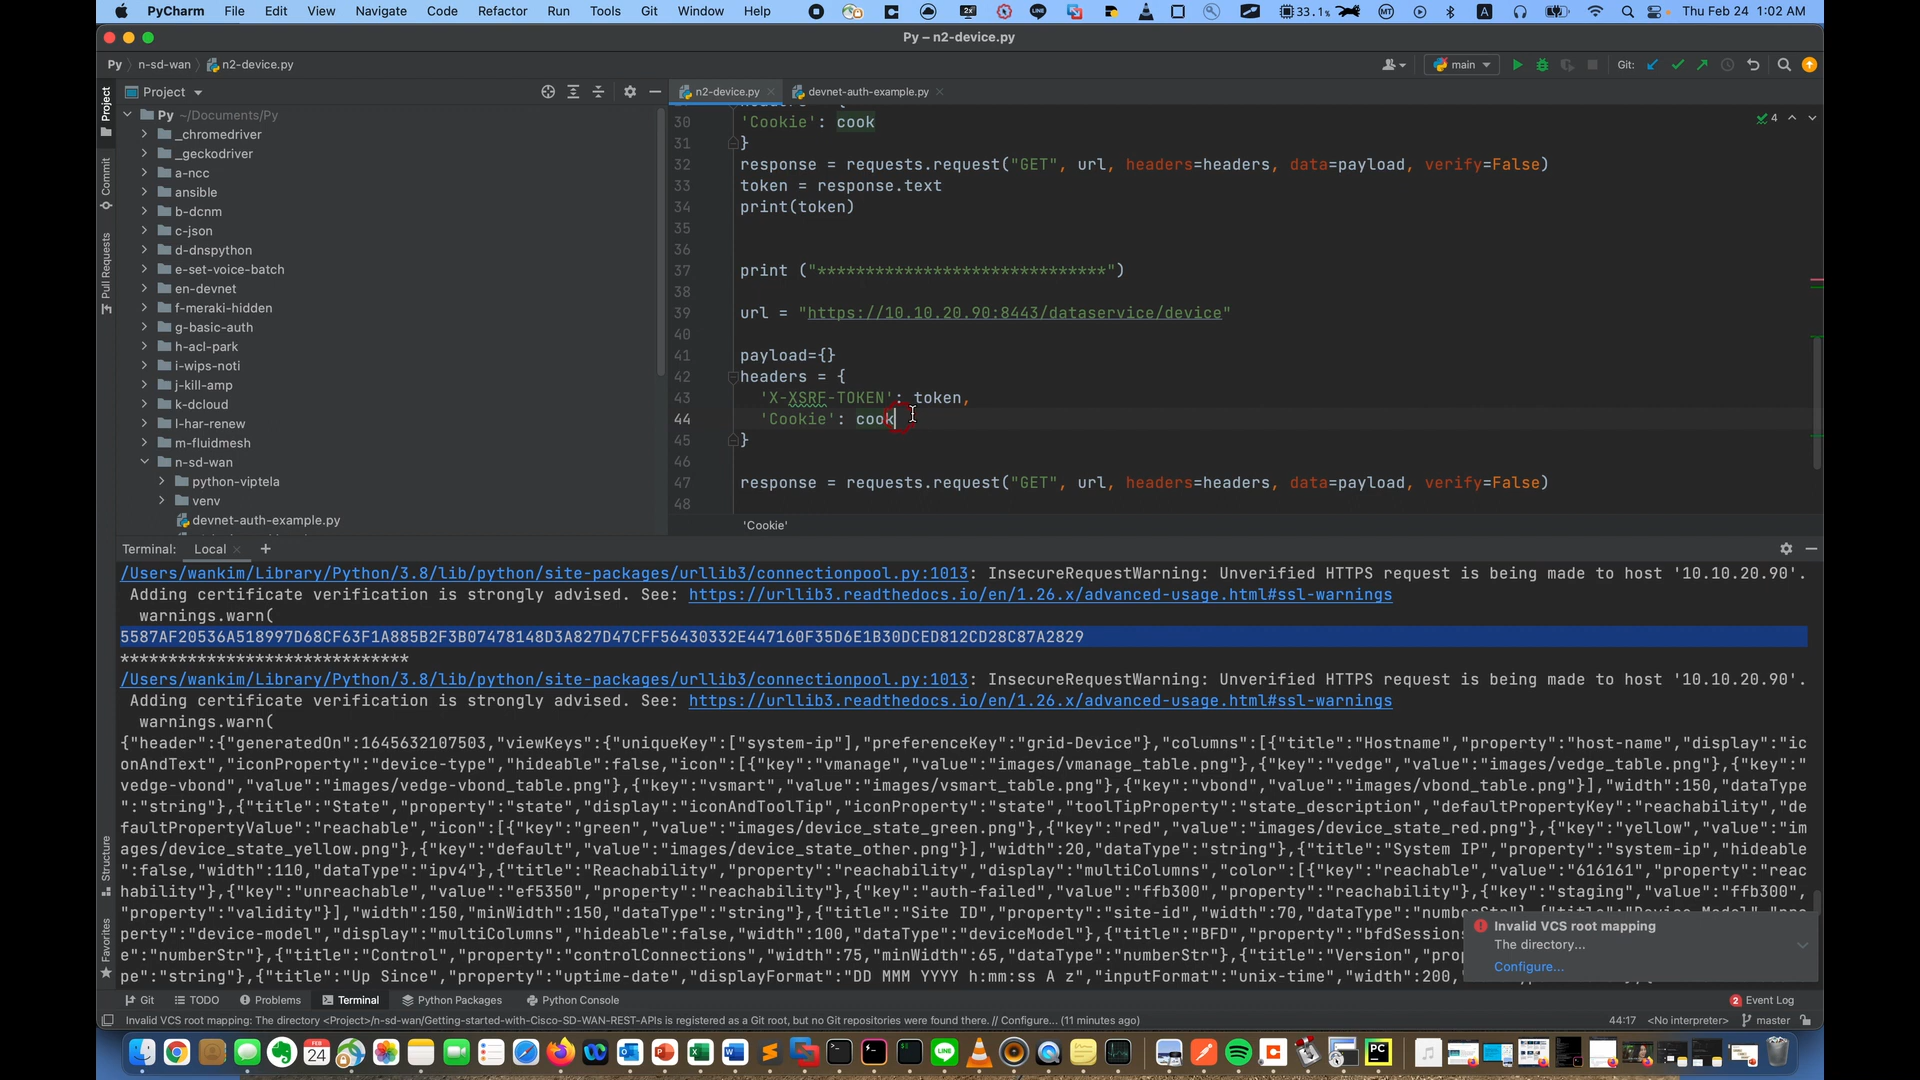 PyCharm File Edit View Navigate Code Refactor Run Tools Git Window Help 33.1% Thu Feb 24 1:02 AM
Py – n2-device.py
Py n-sd-wan n2-device.py main Git:
Project n2-device.py devnet-auth-example.py
Project
Commit
Pull Requests
Structure
Favorites
Py ~/Documents/Py
_chromedriver
_geckodriver
a-ncc
ansible
b-dcnm
c-json
d-dnspython
e-set-voice-batch
en-devnet
f-meraki-hidden
g-basic-auth
h-acl-park
i-wips-noti
j-kill-amp
k-dcloud
l-har-renew
m-fluidmesh
n-sd-wan
python-viptela
venv
devnet-auth-example.py
4
30 'Cookie': cook
31 }
32 response = requests.request("GET", url, headers=headers, data=payload, verify=False)
33 token = response.text
34 print(token)
35
36
37 print ("******************************")
38
39 url = "https://10.10.20.90:8443/dataservice/device"
40
41 payload={}
42 headers = {
43 'X-XSRF-TOKEN': token,
44 'Cookie': cook
45 }
46
47 response = requests.request("GET", url, headers=headers, data=payload, verify=False)
48
'Cookie'
Terminal: Local +
/Users/wankim/Library/Python/3.8/lib/python/site-packages/urllib3/connectionpool.py:1013: InsecureRequestWarning: Unverified HTTPS request is being made to host '10.10.20.90'.
Adding certificate verification is strongly advised. See: https://urllib3.readthedocs.io/en/1.26.x/advanced-usage.html#ssl-warnings
warnings.warn(
5587AF20536A518997D68CF63F1A885B2F3B07478148D3A827D47CFF56430332E447160F35D6E1B30DCED812CD28C87A2829
******************************
/Users/wankim/Library/Python/3.8/lib/python/site-packages/urllib3/connectionpool.py:1013: InsecureRequestWarning: Unverified HTTPS request is being made to host '10.10.20.90'.
Adding certificate verification is strongly advised. See: https://urllib3.readthedocs.io/en/1.26.x/advanced-usage.html#ssl-warnings
warnings.warn(
{"header":{"generatedOn":1645632107503,"viewKeys":{"uniqueKey":["system-ip"],"preferenceKey":"grid-Device"},"columns":[{"title":"Hostname","property":"host-name","display":"ic
onAndText","iconProperty":"device-type","hideable":false,"icon":[{"key":"vmanage","value":"images/vmanage_table.png"},{"key":"vedge","value":"images/vedge_table.png"},{"key":"
vedge-vbond","value":"images/vedge-vbond_table.png"},{"key":"vsmart","value":"images/vsmart_table.png"},{"key":"vbond","value":"images/vbond_table.png"}],"width":150,"dataType
":"string"},{"title":"State","property":"state","display":"iconAndToolTip","iconProperty":"state","toolTipProperty":"state_description","defaultPropertyKey":"reachability","de
faultPropertyValue":"reachable","icon":[{"key":"green","value":"images/device_state_green.png"},{"key":"red","value":"images/device_state_red.png"},{"key":"yellow","value":"im
ages/device_state_yellow.png"},{"key":"default","value":"images/device_state_other.png"}],"width":20,"dataType":"string"},{"title":"System IP","property":"system-ip","hideable
":false,"width":110,"dataType":"ipv4"},{"title":"Reachability","property":"reachability","display":"multiColumns","color":[{"key":"reachable","value":"616161","property":"reac
hability"},{"key":"unreachable","value":"ef5350","property":"reachability"},{"key":"auth-failed","value":"ffb300","property":"reachability"},{"key":"staging","value":"ffb300",
"property":"validity"}],"width":150,"minWidth":150,"dataType":"string"},{"title":"Site ID","property":"site-id","width":70,"dataType":"numberStr"},
perty":"device-model","display":"multiColumns","hideable":false,"width":100,"dataType":"deviceModel"},{"title":"BFD","property":"bfdSessions
e":"numberStr"},{"title":"Control","property":"controlConnections","width":75,"minWidth":65,"dataType":"numberStr"},{"title":"Version","prop
pe":"string"},{"title":"Up Since","property":"uptime-date","displayFormat":"DD MMM YYYY h:mm:ss A z","inputFormat":"unix-time","width":200,
Invalid VCS root mapping
The directory...
Configure...
Git TODO Problems Terminal Python Packages Python Console 2 Event Log
Invalid VCS root mapping: The directory <Project>/n-sd-wan/Getting-started-with-Cisco-SD-WAN-REST-APIs is registered as a Git root, but no Git repositories were found there. // Configure... (11 minutes ago) 44:17 <No interpreter> master